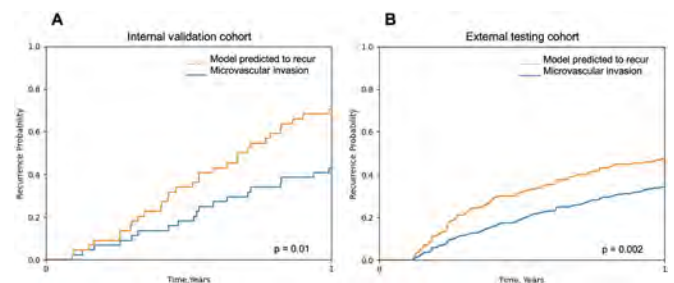 A
Internal validation cohort
1.0
0.8
0.6
0.4
0.2
0.0
Recurrence Probability
Model predicted to recur
Microvascular invasion
p = 0.01
0
1
Time, Years
B
External testing cohort
1.0
0.8
0.6
0.4
0.2
0.0
Recurrence Probability
Model predicted to recur
Microvascular invasion
p = 0.002
0
1
Time, Years